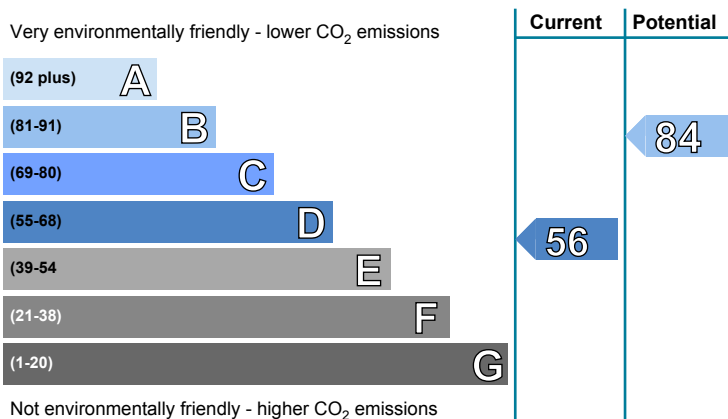 Current Potential
Very environmentally friendly - lower CO2 emissions
(92 plus) A
(81-91) B
84
(69-80) C
(55-68) D
56
(39-54 E
(21-38) F
(1-20) G
Not environmentally friendly - higher CO2 emissions